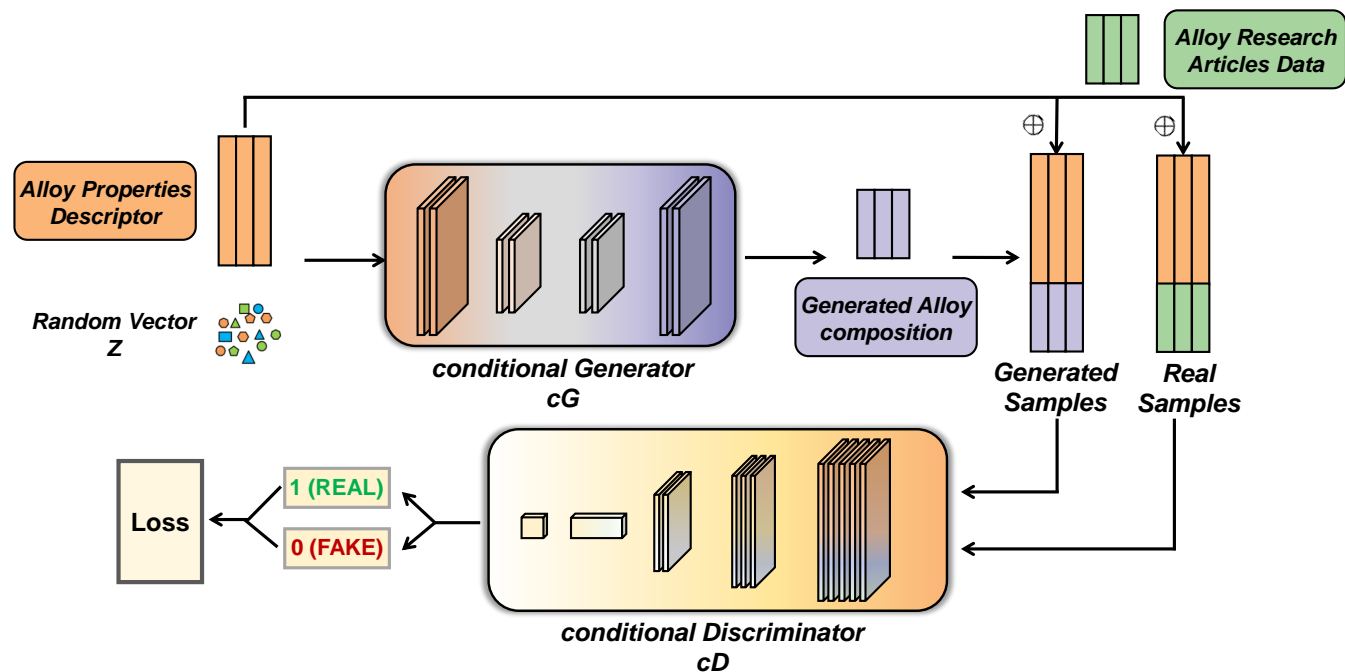 Alloy Research
Articles Data
Alloy Properties
Descriptor
Random Vector
Z
conditional Generator
cG
Generated Alloy
composition
⊕
⊕
Generated
Samples
Real
Samples
Loss
1 (REAL)
0 (FAKE)
conditional Discriminator
cD